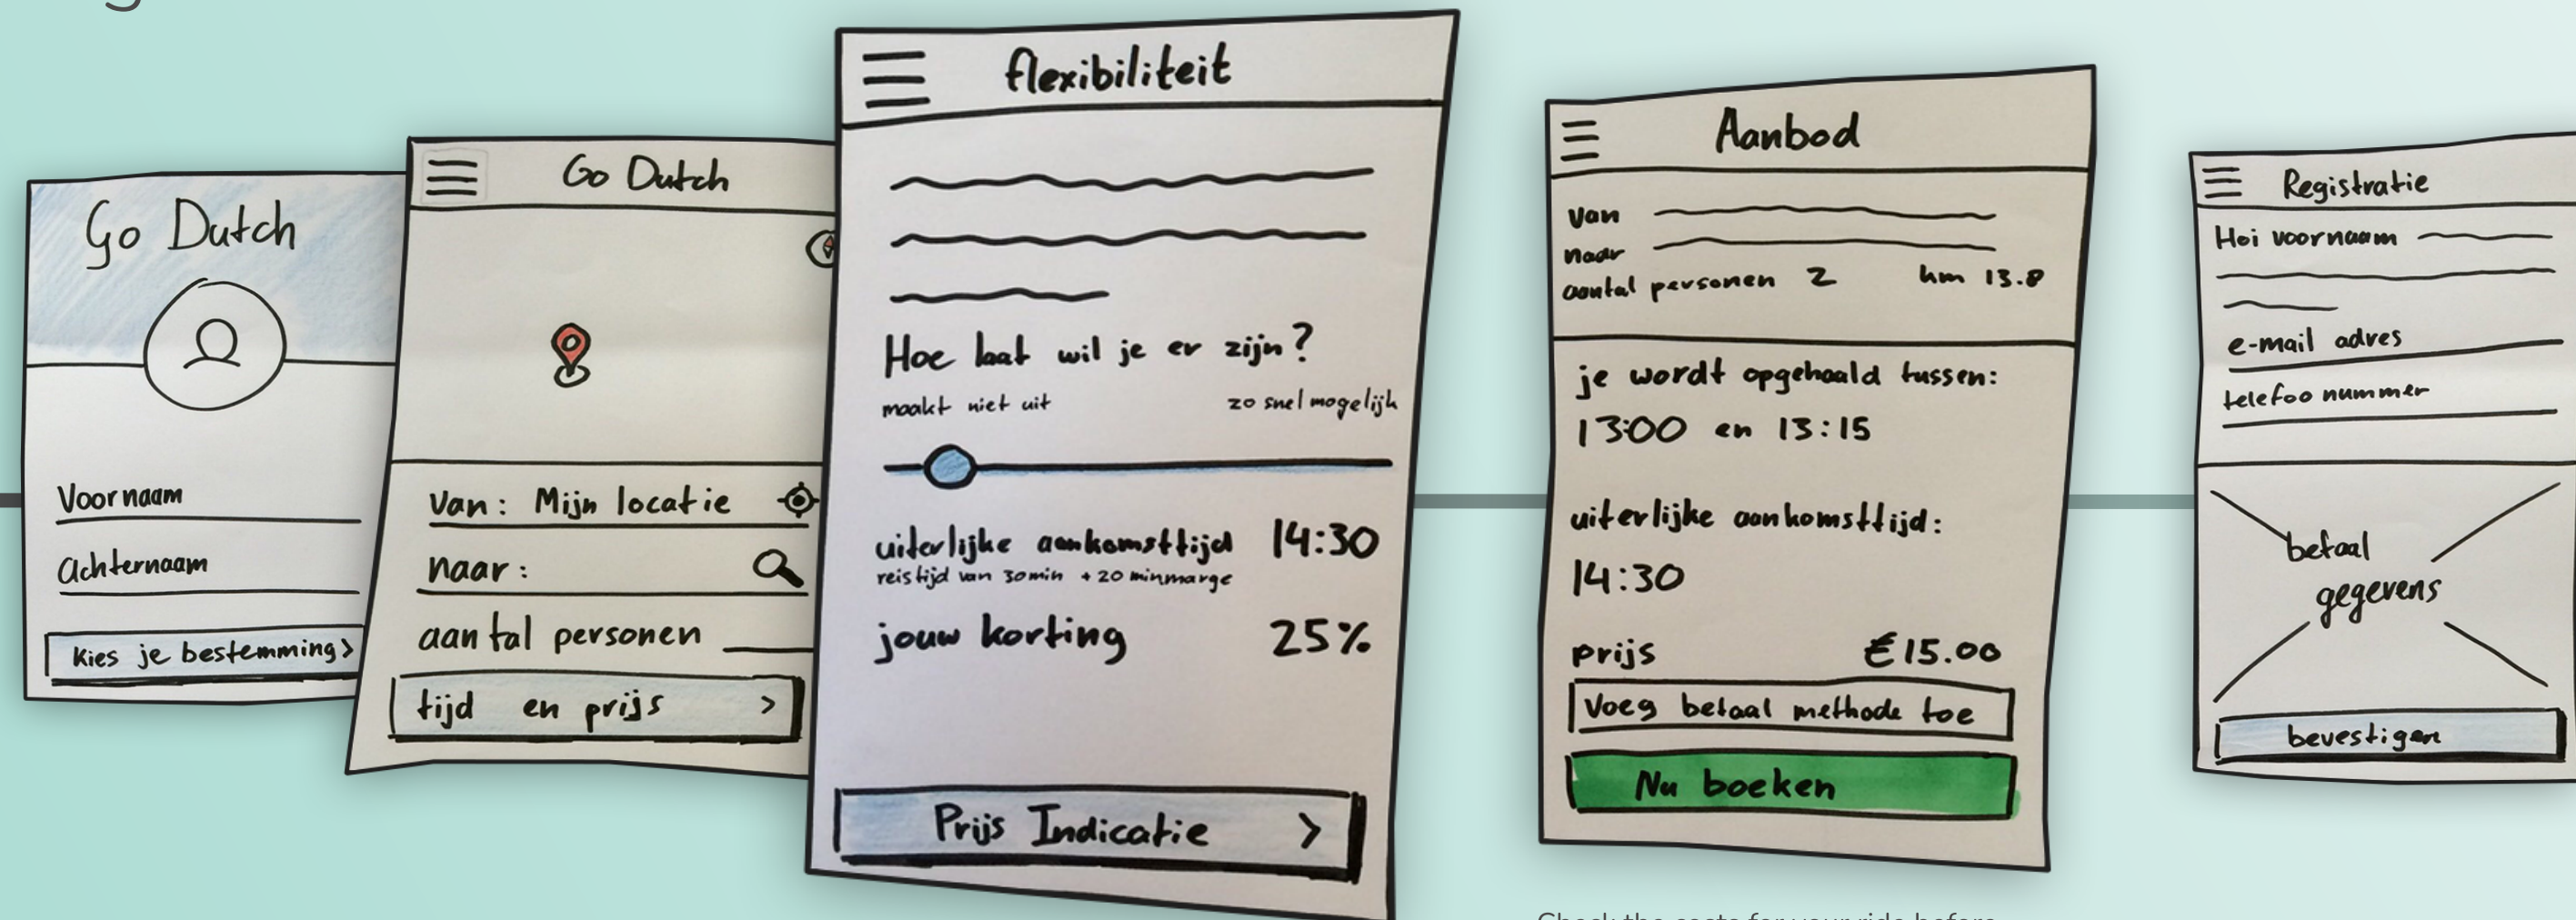 Go Dutch
Voornaam
Achternaam
Kies je bestemming >
Go Dutch
van: Mijn locatie
naar:
aantal personen
tijd en prijs >
flexibiliteit
Hoe laat wil je er zijn?
maakt niet uit zo snel mogelijk
uiterlijke aankomsttijd 14:30
reistijd van 30min +20 minmarge
jouw korting 25%
Prijs Indicatie >
Aanbod
van
naar
aantal personen 2 km 13.8
je wordt opgehaald tussen:
13:00 en 13:15
uiterlijke aankomsttijd:
14:30
prijs €15.00
Voeg betaal methode toe
Nu boeken
Registratie
Hoi voornaam
e-mail adres
telefoo nummer
betaal
gegevens
bevestigen